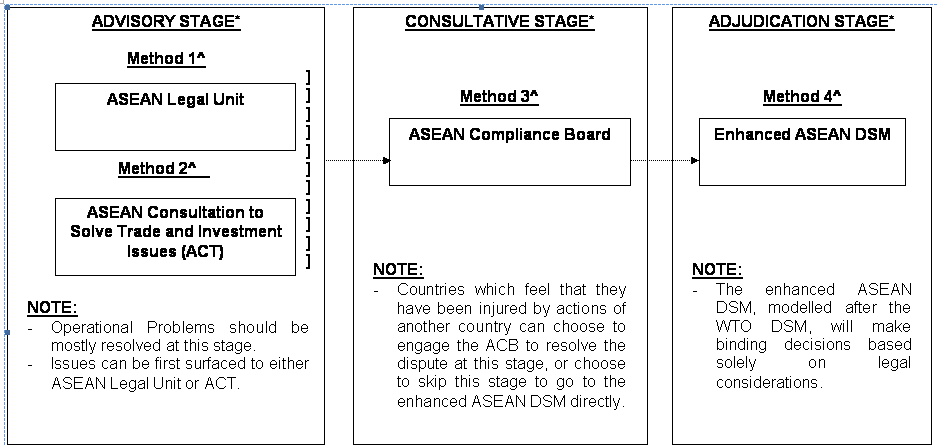 ADVISORY STAGE*
Method 1^
ASEAN Legal Unit
Method 2^
ASEAN Consultation to
Solve Trade and Investment
Issues (ACT)
]
]
]
]
]
]
]
]
]
]
]
NOTE:
- Operational Problems should be
mostly resolved at this stage.
- Issues can be first surfaced to either
ASEAN Legal Unit or ACT.
CONSULTATIVE STAGE*
Method 3^
ASEAN Compliance Board
NOTE:
- Countries which feel that they
have been injured by actions of
another country can choose to
engage the ACB to resolve the
dispute at this stage, or choose
to skip this stage to go to the
enhanced ASEAN DSM directly.
ADJUDICATION STAGE*
Method 4^
Enhanced ASEAN DSM
NOTE:
- The enhanced ASEAN
DSM, modelled after the
WTO DSM, will make
binding decisions based
solely on legal
considerations.